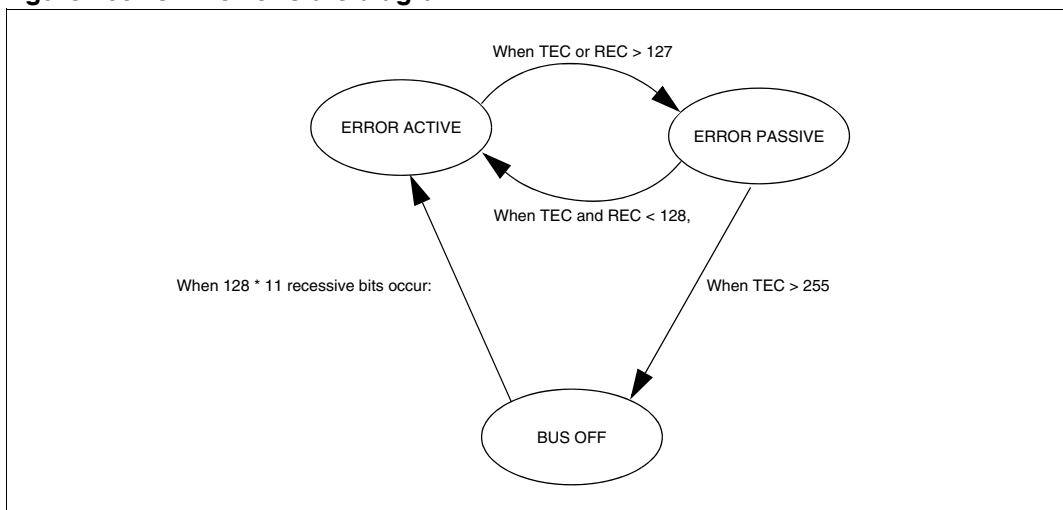 When TEC or REC > 127
ERROR ACTIVE
ERROR PASSIVE
When TEC and REC < 128,
When 128 * 11 recessive bits occur:
When TEC > 255
BUS OFF